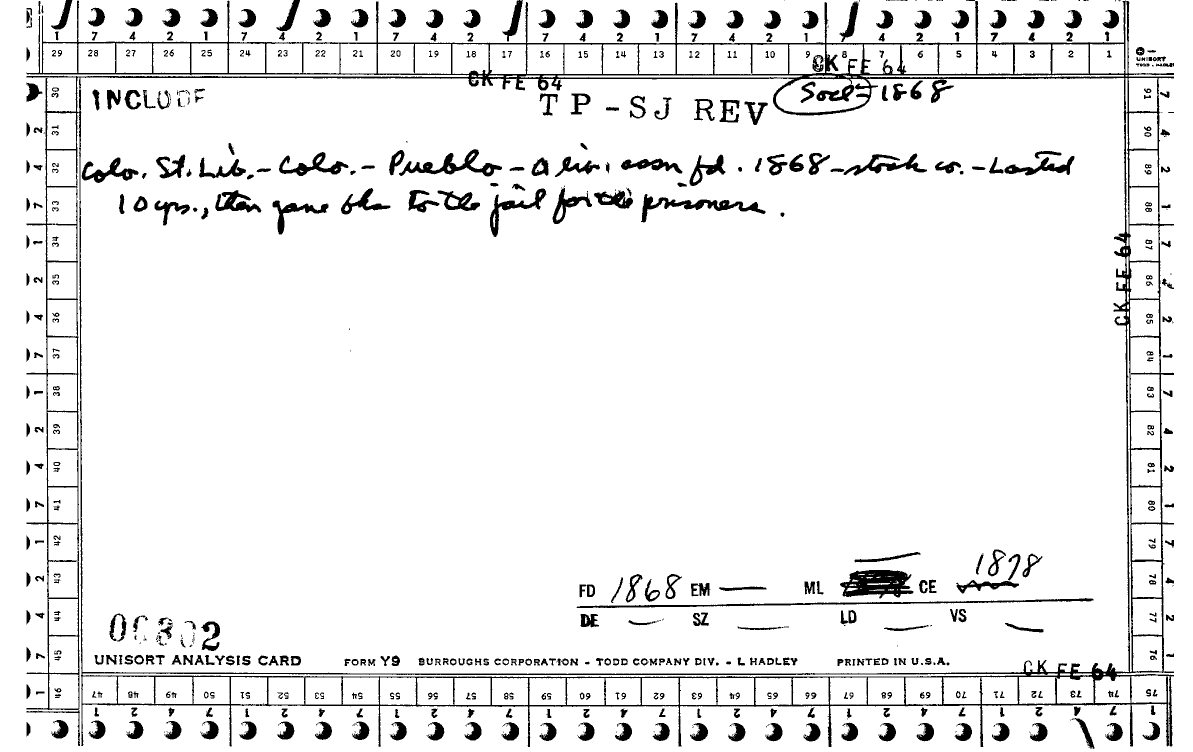 1 7 4 2 1 7 4 2 1 7 4 2 1 7 4 2 1 7 4 2 1 7 4 2 1 7 4 2 1
29 28 27 26 25 24 23 22 21 20 19 18 17 16 15 14 13 12 11 10 9 8 7 6 5 4 3 2 1
UNISORT
TODD - HADLEY
CK FE 64
CK FE 64
INCLUDE
TP-SJ REV
Socl = 1868
Colo. St. Lib. - Colo. - Pueblo - A lib. assn fd. 1868 - stock co. - Lasted
10 yrs., then gave bks to the jail for the prisoners.
CK FE 64
1878
FD 1868 EM — ML CE
DE — SZ — LD — VS —
00802
UNISORT ANALYSIS CARD FORM Y9 BURROUGHS CORPORATION - TODD COMPANY DIV. - L HADLEY PRINTED IN U.S.A.
CK FE 64
30 31 32 33 34 35 36 37 38 39 40 41 42 43 44 45 46
91 90 89 88 87 86 85 84 83 82 81 80 79 78 77 76
47 48 49 50 51 52 53 54 55 56 57 58 59 60 61 62 63 64 65 66 67 68 69 70 71 72 73 74 75